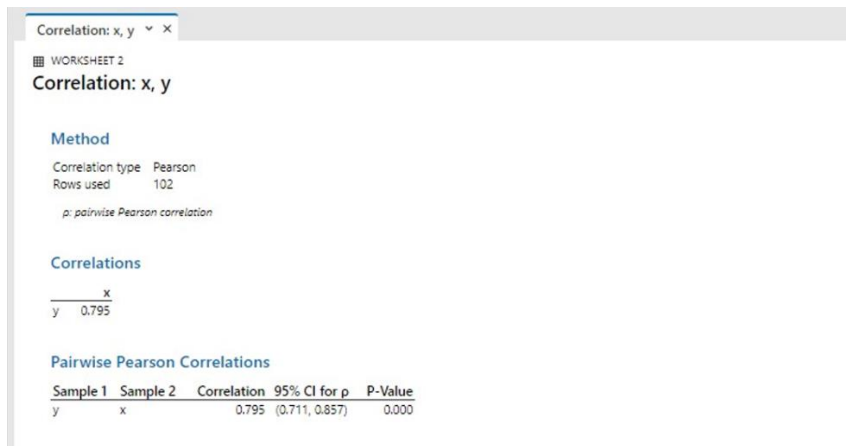 Correlation: x, y
WORKSHEET 2
Correlation: x, y
Method
Correlation type Pearson
Rows used 102
ρ: pairwise Pearson correlation
Correlations
x
y 0.795
Pairwise Pearson Correlations
Sample 1 Sample 2 Correlation 95% CI for ρ P-Value
y x 0.795 (0.711, 0.857) 0.000